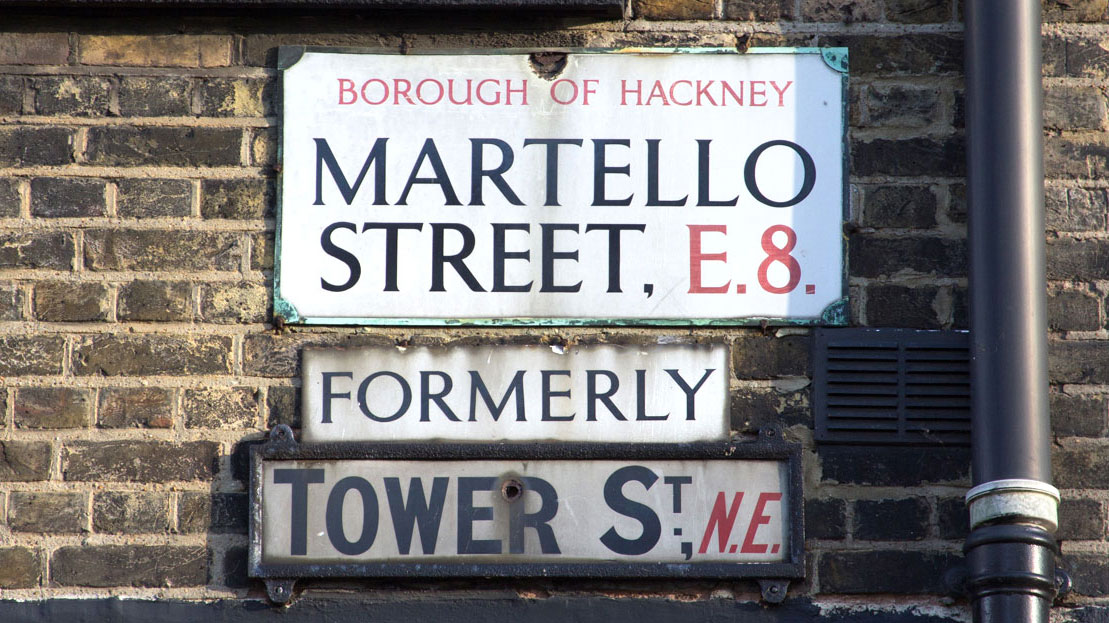 BOROUGH OF HACKNEY
MARTELLO
STREET, E.8.
FORMERLY
TOWER ST, N.E.